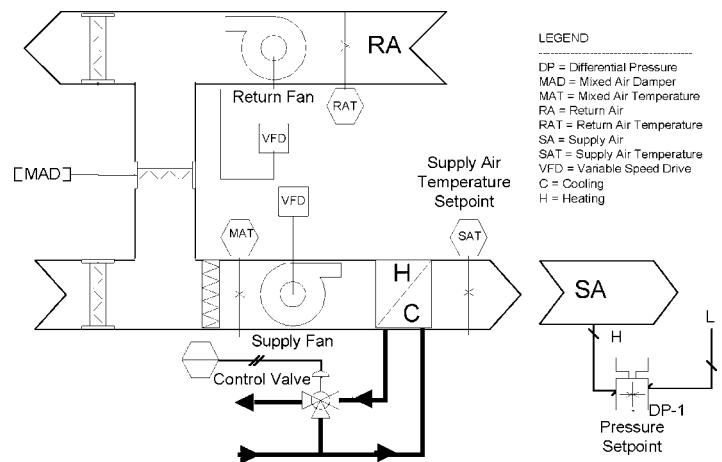 RA
Return Fan
RAT
VFD
[MAD]
VFD
MAT
Supply Air
Temperature
Setpoint
SAT
H
C
Supply Fan
Control Valve
SA
H
L
DP-1
Pressure
Setpoint
LEGEND
DP = Differential Pressure
MAD = Mixed Air Damper
MAT = Mixed Air Temperature
RA = Return Air
RAT = Return Air Temperature
SA = Supply Air
SAT = Supply Air Temperature
VFD = Variable Speed Drive
C = Cooling
H = Heating